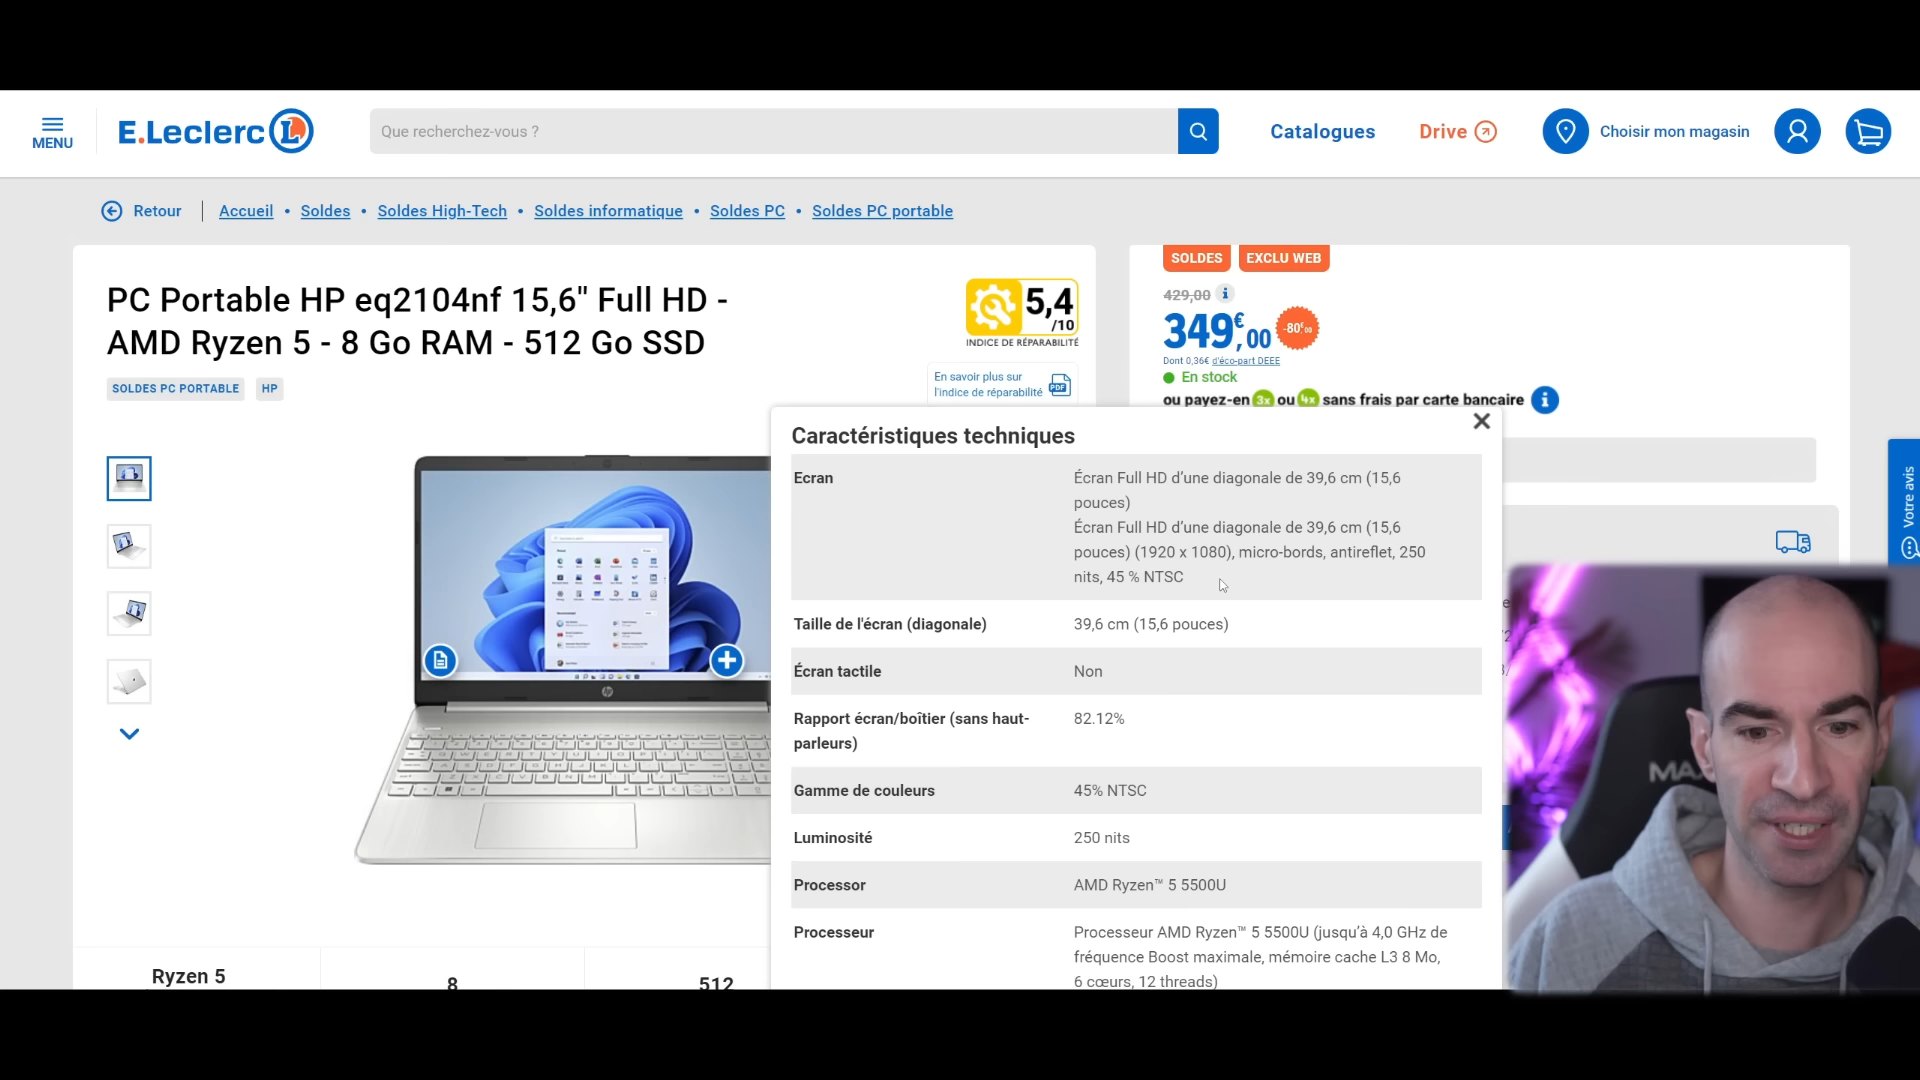 MENU
E.Leclerc L
Que recherchez-vous ?
Catalogues
Drive
Choisir mon magasin
Retour
Accueil • Soldes • Soldes High-Tech • Soldes informatique • Soldes PC • Soldes PC portable
PC Portable HP eq2104nf 15,6" Full HD -
AMD Ryzen 5 - 8 Go RAM - 512 Go SSD
SOLDES PC PORTABLE
HP
5,4
/10
INDICE DE RÉPARABILITÉ
En savoir plus sur
l'indice de réparabilité
PDF
SOLDES
EXCLU WEB
429,00
349€,00
-80€00
Dont 0,36€ d'éco-part DEEE
En stock
ou payez-en 3x ou 4x sans frais par carte bancaire
Votre avis
Caractéristiques techniques
Ecran
Écran Full HD d’une diagonale de 39,6 cm (15,6
pouces)
Écran Full HD d’une diagonale de 39,6 cm (15,6
pouces) (1920 x 1080), micro-bords, antireflet, 250
nits, 45 % NTSC
Taille de l'écran (diagonale)
39,6 cm (15,6 pouces)
Écran tactile
Non
Rapport écran/boîtier (sans haut-
parleurs)
82.12%
Gamme de couleurs
45% NTSC
Luminosité
250 nits
Processor
AMD Ryzen™ 5 5500U
Processeur
Processeur AMD Ryzen™ 5 5500U (jusqu’à 4,0 GHz de
fréquence Boost maximale, mémoire cache L3 8 Mo,
6 cœurs, 12 threads)
Ryzen 5
8
512
hp